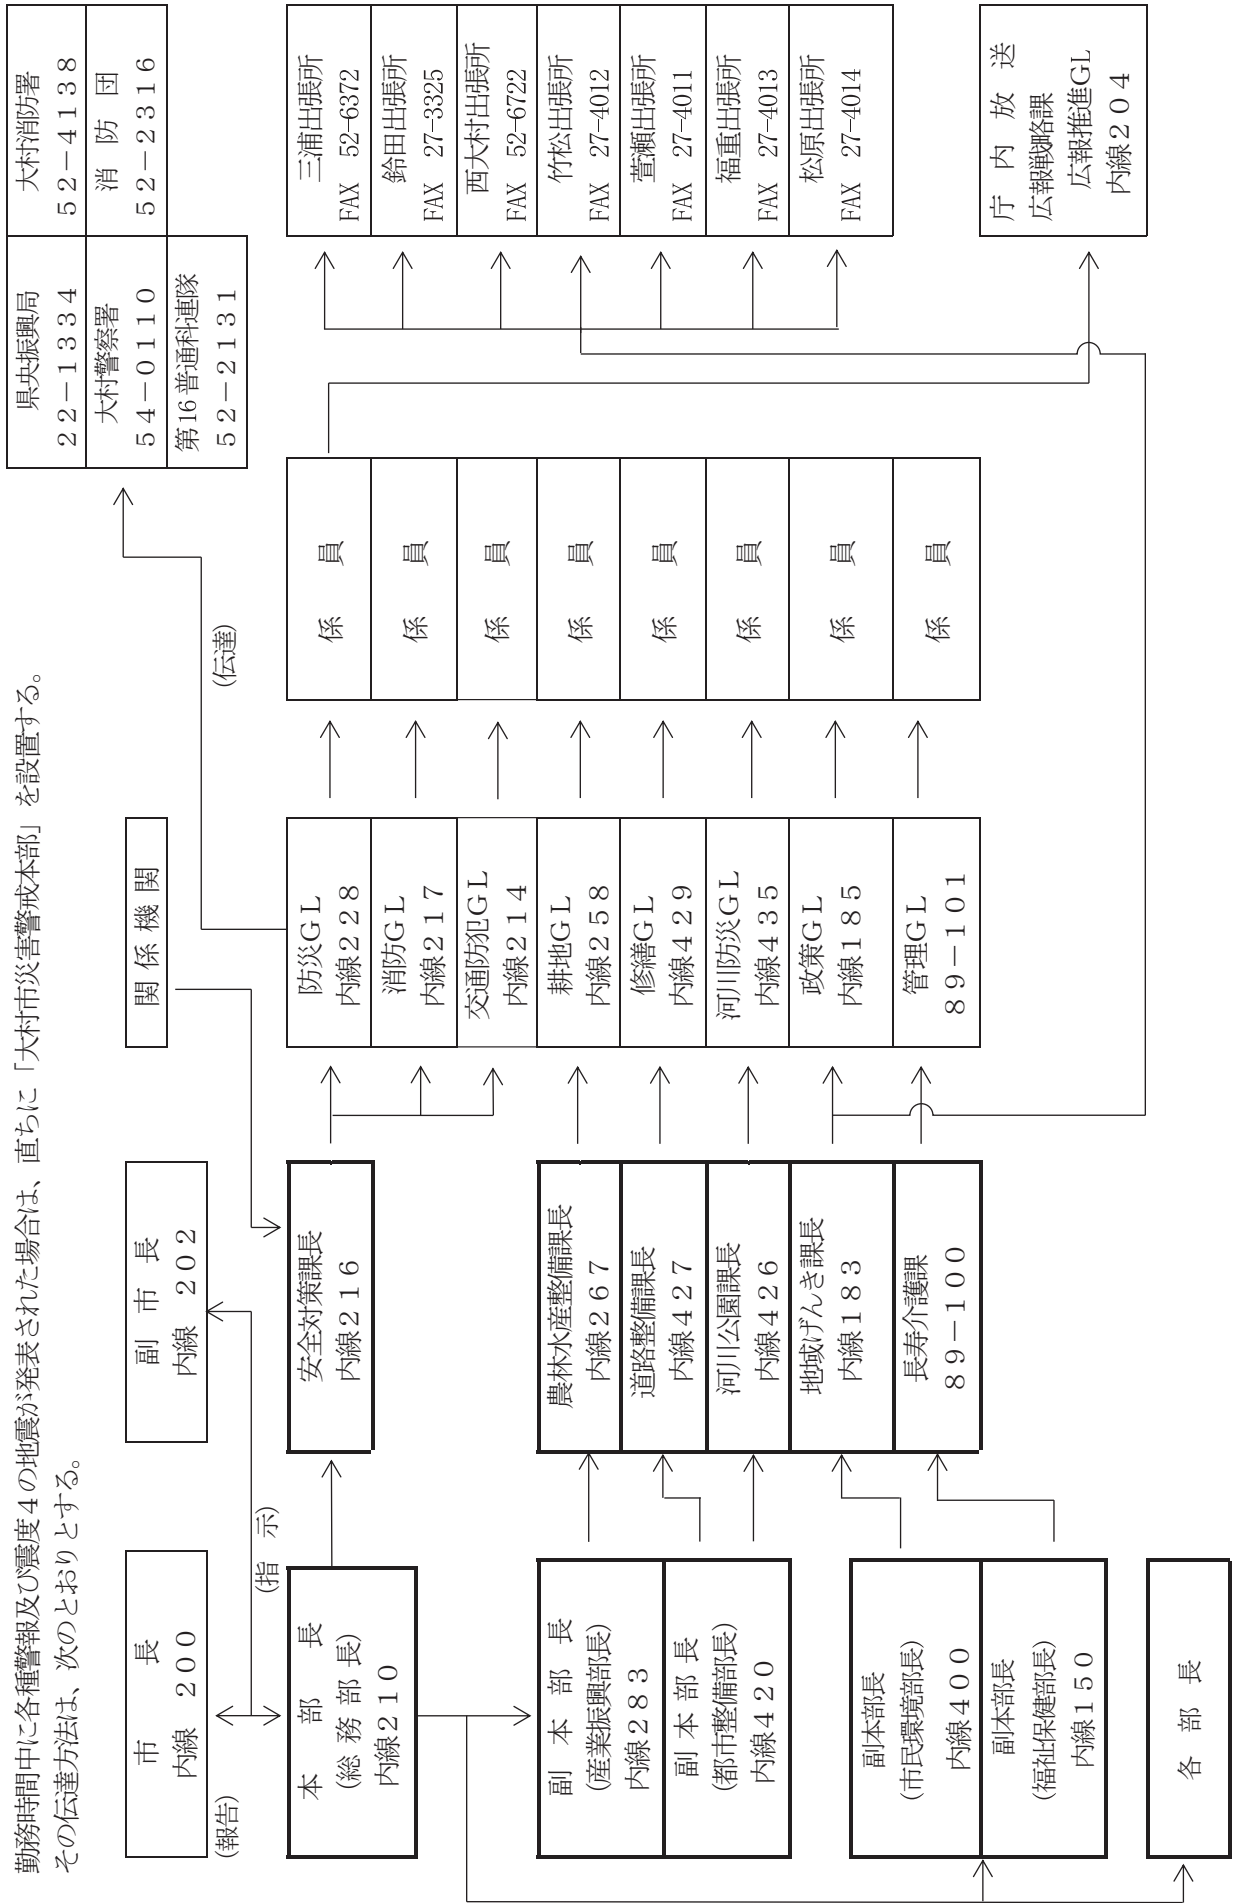 勤務時間中に各種警報及び震度４の地震が発表された場合は、直ちに「大村市災害警戒本部」を設置する。
その伝達方法は、次のとおりとする。
市　　長
内線　２００
副　市　長
内線　２０２
関 係 機 関
県央振興局
２２－１３３４
大村消防署
５２－４１３８
大村警察署
５４－０１１０
消　防　団
５２－２３１６
第16普通科連隊
５２－２１３１
(報告)
(指　示)
(伝達)
本　部　長
(総 務 部 長)
内線２１０
安全対策課長
内線２１６
防災ＧＬ
内線２２８
消防ＧＬ
内線２１７
交通防犯ＧＬ
内線２１４
耕地ＧＬ
内線２５８
修繕ＧＬ
内線４２９
河川防災ＧＬ
内線４３５
政策ＧＬ
内線１８５
管理ＧＬ
８９－１０１
係　　員
係　　員
係　　員
係　　員
係　　員
係　　員
係　　員
係　　員
三浦出張所
FAX　52-6372
鈴田出張所
FAX　27-3325
西大村出張所
FAX　52-6722
竹松出張所
FAX　27-4012
萱瀬出張所
FAX　27-4011
福重出張所
FAX　27-4013
松原出張所
FAX　27-4014
副　本　部　長
(産業振興部長)
内線２８３
副 本 部 長
(都市整備部長)
内線４２０
農林水産整備課長
内線２６７
道路整備課長
内線４２７
河川公園課長
内線４２６
地域げんき課長
内線１８３
長寿介護課
８９－１００
副本部長
(市民環境部長)
内線４００
副本部長
(福祉保健部長)
内線１５０
各　部　長
庁　内　放　送
広報戦略課
広報推進GL
内線２０４